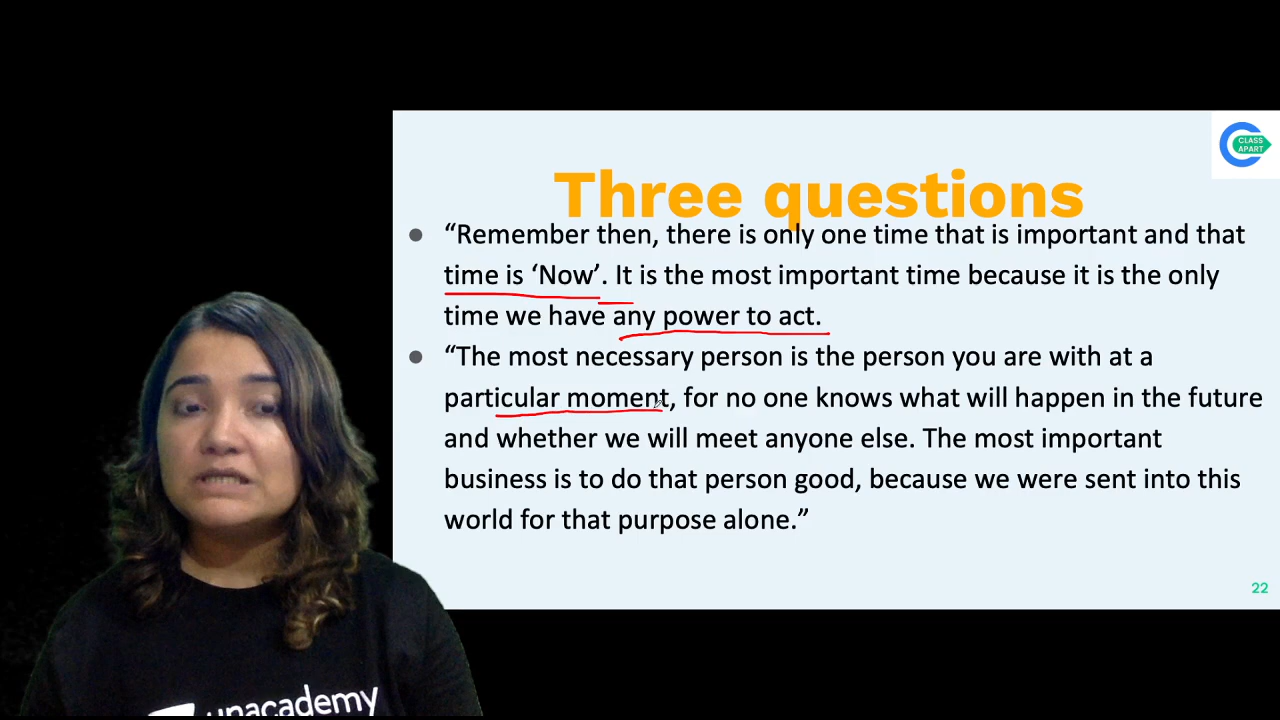 CLASS
APART
Three questions
● “Remember then, there is only one time that is important and that
time is ‘Now’. It is the most important time because it is the only
time we have any power to act.
● “The most necessary person is the person you are with at a
particular moment, for no one knows what will happen in the future
and whether we will meet anyone else. The most important
business is to do that person good, because we were sent into this
world for that purpose alone.”
22
unacademy